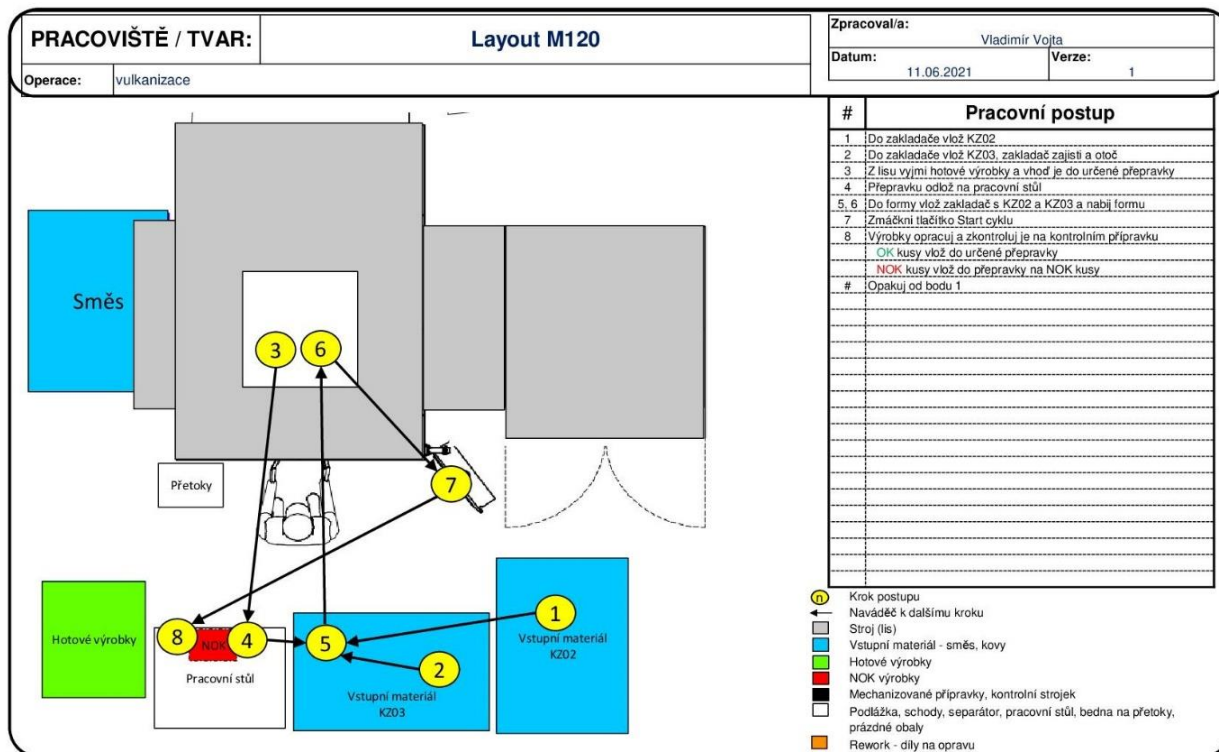 PRACOVIŠTĚ / TVAR:
Layout M120
Operace:
vulkanizace
Zpracoval/a:
Vladimír Vojta
Datum:
11.06.2021
Verze:
1
# Pracovní postup
1 Do zakladače vlož KZ02
2 Do zakladače vlož KZ03, zakladač zajisti a otoč
3 Z lisu vyjmi hotové výrobky a vhoď je do určené přepravky
4 Přepravku odlož na pracovní stůl
5, 6 Do formy vlož zakladač s KZ02 a KZ03 a nabij formu
7 Zmáčkni tlačítko Start cyklu
8 Výrobky opracuj a zkontroluj je na kontrolním přípravku
OK kusy vlož do určené přepravky
NOK kusy vlož do přepravky na NOK kusy
# Opakuj od bodu 1
Směs
3
6
7
Přetoky
Hotové výrobky
8
NOK
4
Pracovní stůl
5
2
Vstupní materiál
KZ03
1
Vstupní materiál
KZ02
n Krok postupu
Naváděč k dalšímu kroku
Stroj (lis)
Vstupní materiál - směs, kovy
Hotové výrobky
NOK výrobky
Mechanizované přípravky, kontrolní strojek
Podlážka, schody, separátor, pracovní stůl, bedna na přetoky,
prázdné obaly
Rework - díly na opravu